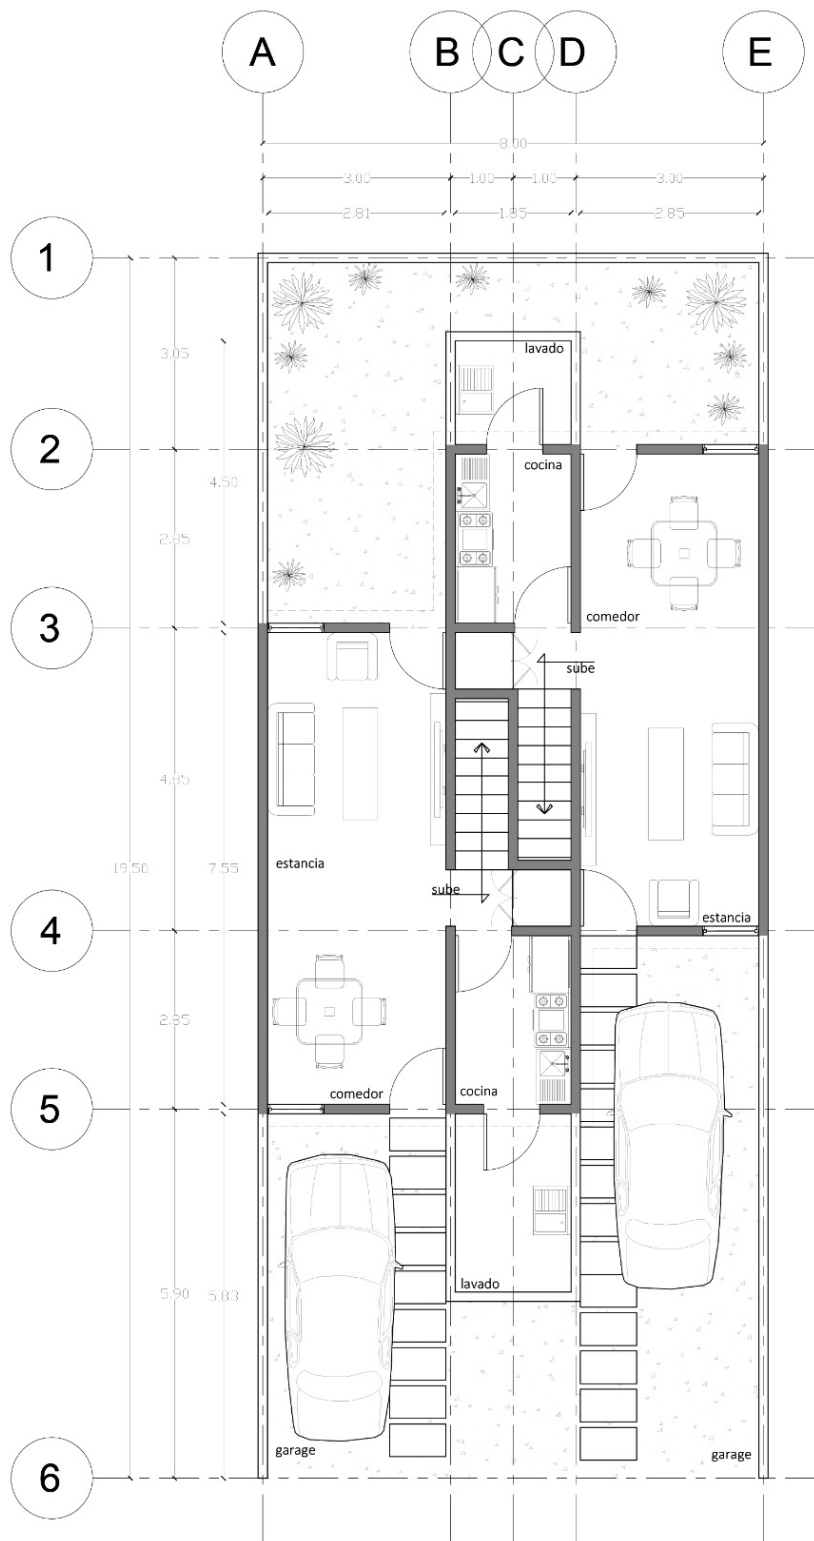 A B C D E
8.00
3.00 1.00 1.00 3.00
2.81 1.85 2.85
1
3.05
lavado
2
cocina
4.50
2.85
comedor
3
sube
4.85
19.50 7.55
estancia
sube
4
estancia
2.85
comedor
cocina
5
lavado
5.90 5.83
garage
garage
6